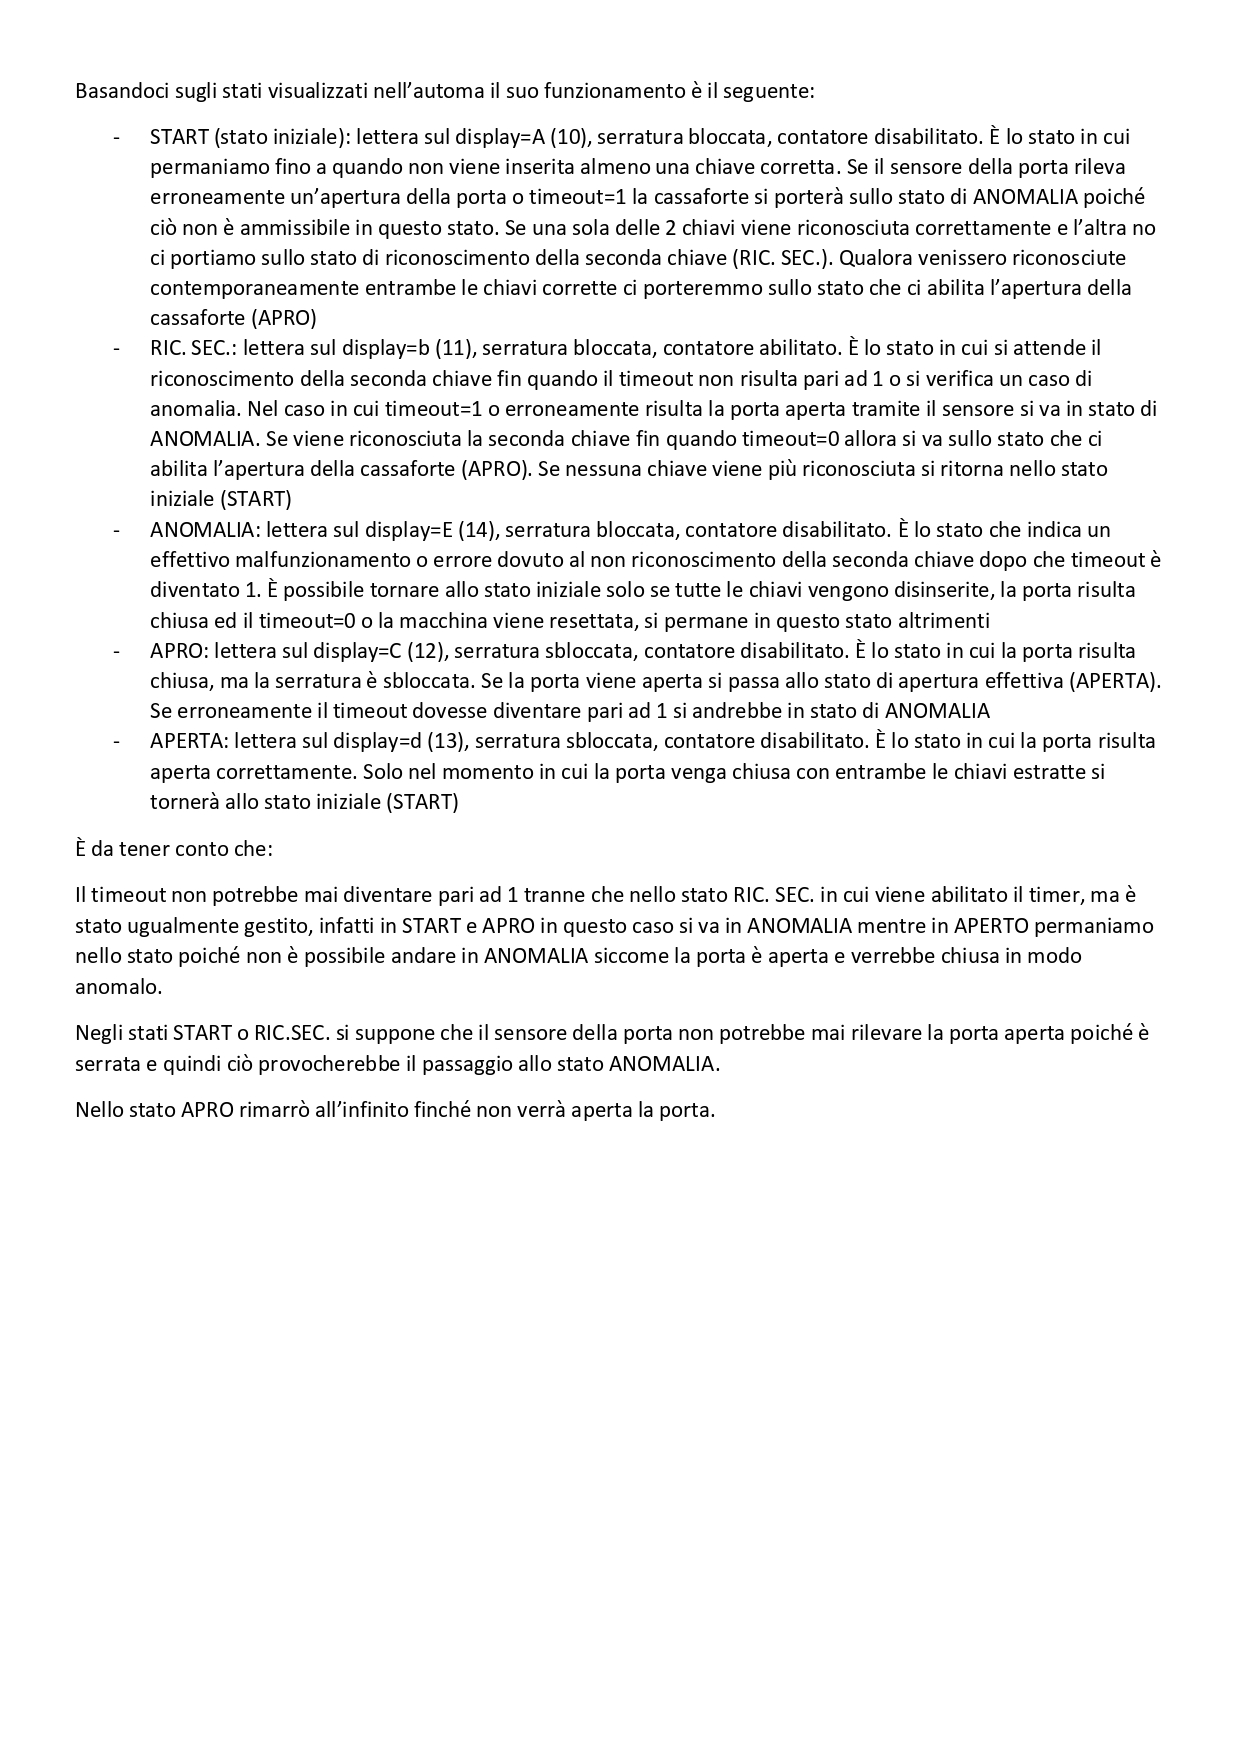 Basandoci sugli stati visualizzati nell’automa il suo funzionamento è il seguente:
- START (stato iniziale): lettera sul display=A (10), serratura bloccata, contatore disabilitato. È lo stato in cui
permaniamo fino a quando non viene inserita almeno una chiave corretta. Se il sensore della porta rileva
erroneamente un’apertura della porta o timeout=1 la cassaforte si porterà sullo stato di ANOMALIA poiché
ciò non è ammissibile in questo stato. Se una sola delle 2 chiavi viene riconosciuta correttamente e l’altra no
ci portiamo sullo stato di riconoscimento della seconda chiave (RIC. SEC.). Qualora venissero riconosciute
contemporaneamente entrambe le chiavi corrette ci porteremmo sullo stato che ci abilita l’apertura della
cassaforte (APRO)
- RIC. SEC.: lettera sul display=b (11), serratura bloccata, contatore abilitato. È lo stato in cui si attende il
riconoscimento della seconda chiave fin quando il timeout non risulta pari ad 1 o si verifica un caso di
anomalia. Nel caso in cui timeout=1 o erroneamente risulta la porta aperta tramite il sensore si va in stato di
ANOMALIA. Se viene riconosciuta la seconda chiave fin quando timeout=0 allora si va sullo stato che ci
abilita l’apertura della cassaforte (APRO). Se nessuna chiave viene più riconosciuta si ritorna nello stato
iniziale (START)
- ANOMALIA: lettera sul display=E (14), serratura bloccata, contatore disabilitato. È lo stato che indica un
effettivo malfunzionamento o errore dovuto al non riconoscimento della seconda chiave dopo che timeout è
diventato 1. È possibile tornare allo stato iniziale solo se tutte le chiavi vengono disinserite, la porta risulta
chiusa ed il timeout=0 o la macchina viene resettata, si permane in questo stato altrimenti
- APRO: lettera sul display=C (12), serratura sbloccata, contatore disabilitato. È lo stato in cui la porta risulta
chiusa, ma la serratura è sbloccata. Se la porta viene aperta si passa allo stato di apertura effettiva (APERTA).
Se erroneamente il timeout dovesse diventare pari ad 1 si andrebbe in stato di ANOMALIA
- APERTA: lettera sul display=d (13), serratura sbloccata, contatore disabilitato. È lo stato in cui la porta risulta
aperta correttamente. Solo nel momento in cui la porta venga chiusa con entrambe le chiavi estratte si
tornerà allo stato iniziale (START)
È da tener conto che:
Il timeout non potrebbe mai diventare pari ad 1 tranne che nello stato RIC. SEC. in cui viene abilitato il timer, ma è
stato ugualmente gestito, infatti in START e APRO in questo caso si va in ANOMALIA mentre in APERTO permaniamo
nello stato poiché non è possibile andare in ANOMALIA siccome la porta è aperta e verrebbe chiusa in modo
anomalo.
Negli stati START o RIC.SEC. si suppone che il sensore della porta non potrebbe mai rilevare la porta aperta poiché è
serrata e quindi ciò provocherebbe il passaggio allo stato ANOMALIA.
Nello stato APRO rimarrò all’infinito finché non verrà aperta la porta.